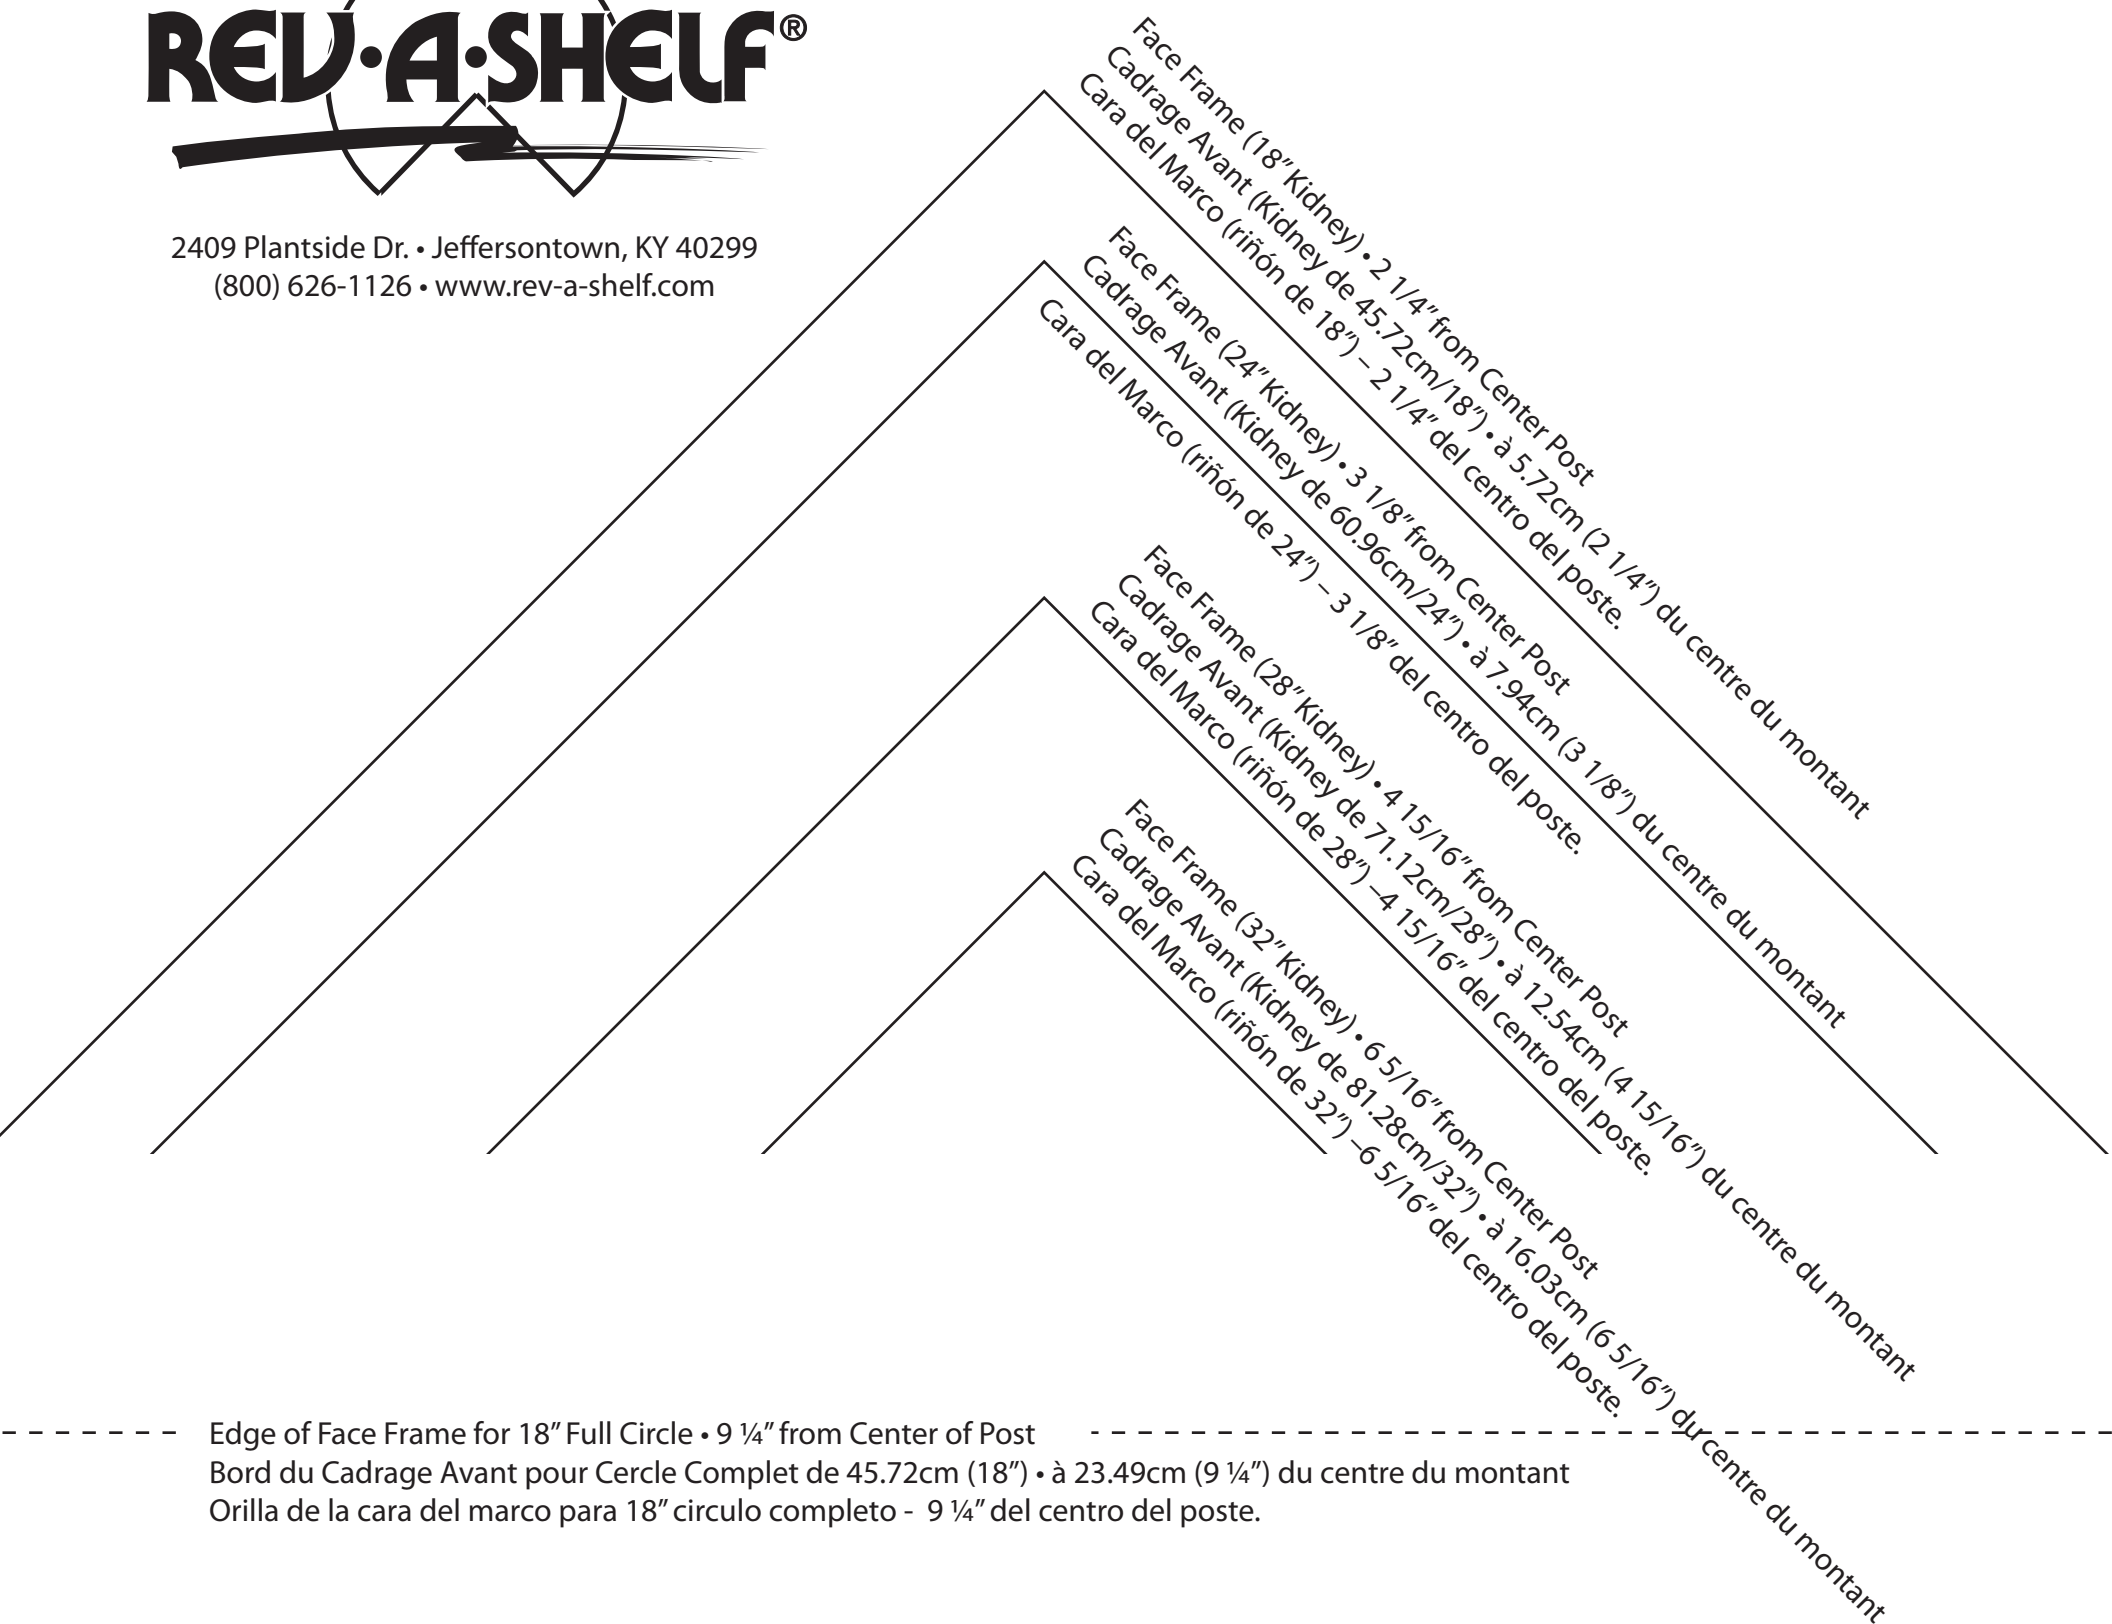 REV•A•SHELF®
2409 Plantside Dr. • Jeffersontown, KY 40299
(800) 626-1126 • www.rev-a-shelf.com
Face Frame (18” Kidney) • 2 1/4” from Center Post
Cadrage Avant (Kidney de 45.72cm/18”) • à 5.72cm (2 1/4”) du centre du montant
Cara del Marco (riñón de 18”) – 2 1/4” del centro del poste.
Face Frame (24” Kidney) • 3 1/8” from Center Post
Cadrage Avant (Kidney de 60.96cm/24”) • à 7.94cm (3 1/8”) du centre du montant
Cara del Marco (riñón de 24”) – 3 1/8” del centro del poste.
Face Frame (28” Kidney) • 4 15/16” from Center Post
Cadrage Avant (Kidney de 71.12cm/28”) • à 12.54cm (4 15/16”) du centre du montant
Cara del Marco (riñón de 28”) –4 15/16” del centro del poste.
Face Frame (32” Kidney) • 6 5/16” from Center Post
Cadrage Avant (Kidney de 81.28cm/32”) • à 16.03cm (6 5/16”) du centre du montant
Cara del Marco (riñón de 32”) –6 5/16” del centro del poste.
Edge of Face Frame for 18” Full Circle • 9 ¼” from Center of Post
Bord du Cadrage Avant pour Cercle Complet de 45.72cm (18”) • à 23.49cm (9 ¼”) du centre du montant
Orilla de la cara del marco para 18” circulo completo - 9 ¼” del centro del poste.